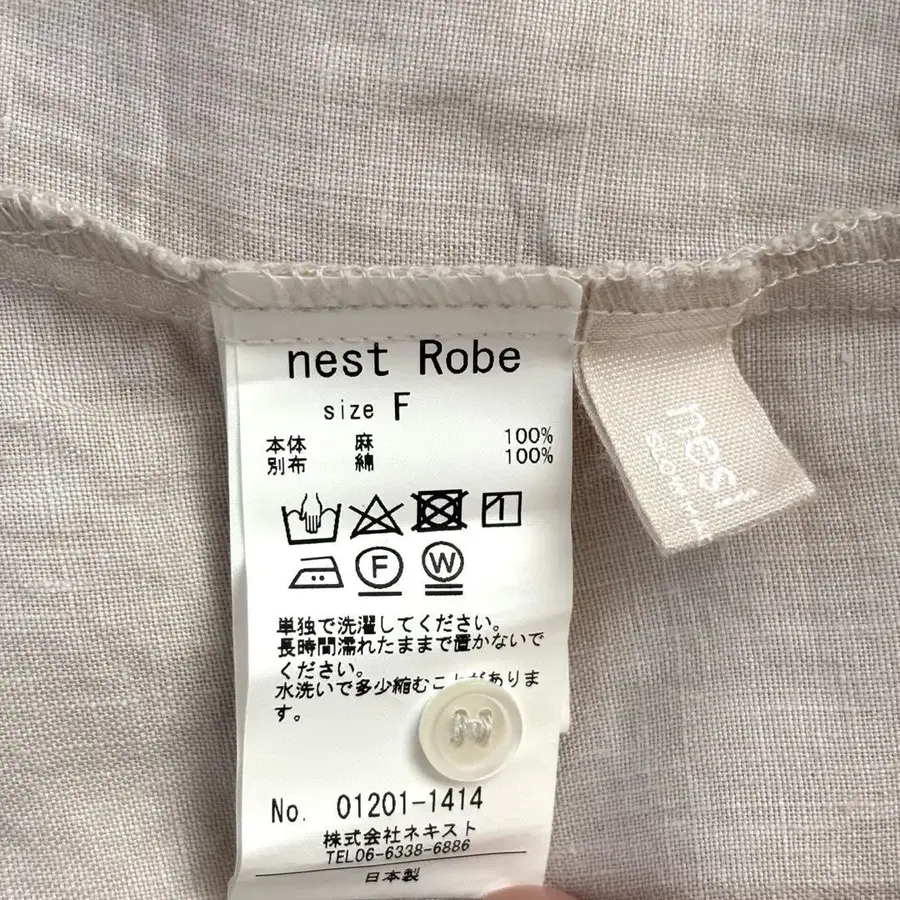 nest Robe
size F
本体 麻 100%
別布 綿 100%
F W
単独で洗濯してください。
長時間濡れたままで置かないで
ください。
水洗いで多少縮むことがありま
す。
No. 01201-1414
株式会社ネキスト
TEL06-6338-6886
日本製
nes